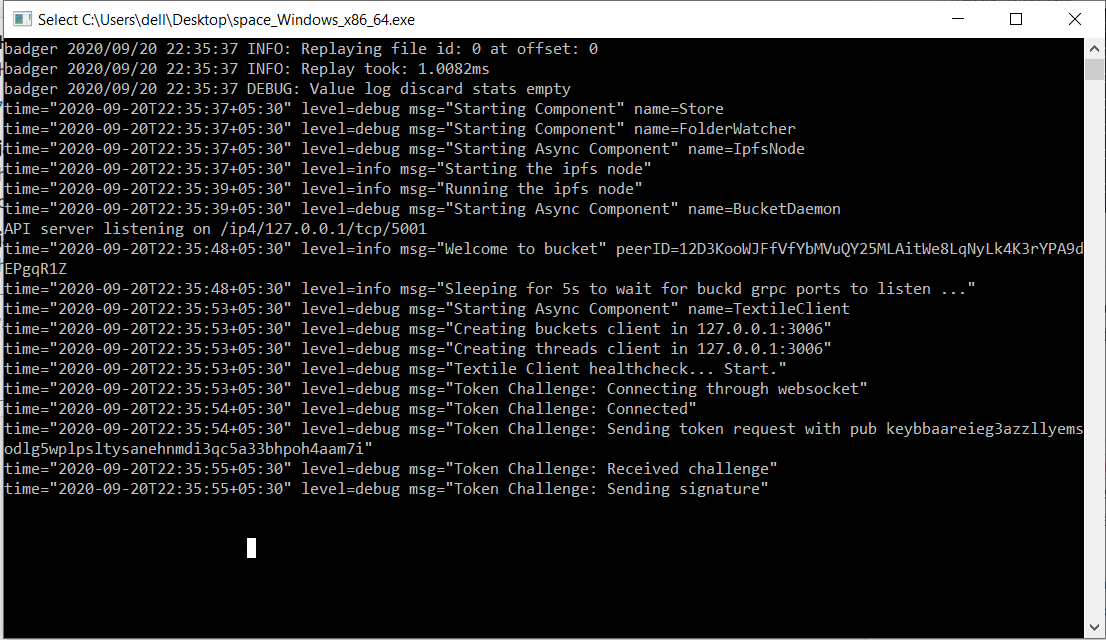 Select C:\Users\dell\Desktop\space_Windows_x86_64.exe
badger 2020/09/20 22:35:37 INFO: Replaying file id: 0 at offset: 0
badger 2020/09/20 22:35:37 INFO: Replay took: 1.0082ms
badger 2020/09/20 22:35:37 DEBUG: Value log discard stats empty
time="2020-09-20T22:35:37+05:30" level=debug msg="Starting Component" name=Store
time="2020-09-20T22:35:37+05:30" level=debug msg="Starting Component" name=FolderWatcher
time="2020-09-20T22:35:37+05:30" level=debug msg="Starting Async Component" name=IpfsNode
time="2020-09-20T22:35:37+05:30" level=info msg="Starting the ipfs node"
time="2020-09-20T22:35:39+05:30" level=info msg="Running the ipfs node"
time="2020-09-20T22:35:39+05:30" level=debug msg="Starting Async Component" name=BucketDaemon
API server listening on /ip4/127.0.0.1/tcp/5001
time="2020-09-20T22:35:48+05:30" level=info msg="Welcome to bucket" peerID=12D3KooWJFfVfYbMVuQY25MLAitWe8LqNyLk4K3rYPA9d
EPgqR1Z
time="2020-09-20T22:35:48+05:30" level=info msg="Sleeping for 5s to wait for buckd grpc ports to listen ..."
time="2020-09-20T22:35:53+05:30" level=debug msg="Starting Async Component" name=TextileClient
time="2020-09-20T22:35:53+05:30" level=debug msg="Creating buckets client in 127.0.0.1:3006"
time="2020-09-20T22:35:53+05:30" level=debug msg="Creating threads client in 127.0.0.1:3006"
time="2020-09-20T22:35:53+05:30" level=debug msg="Textile Client healthcheck... Start."
time="2020-09-20T22:35:53+05:30" level=debug msg="Token Challenge: Connecting through websocket"
time="2020-09-20T22:35:54+05:30" level=debug msg="Token Challenge: Connected"
time="2020-09-20T22:35:54+05:30" level=debug msg="Token Challenge: Sending token request with pub keybbaareieg3azzllyems
odlg5wplpsltysanehnmdi3qc5a33bhpoh4aam7i"
time="2020-09-20T22:35:55+05:30" level=debug msg="Token Challenge: Received challenge"
time="2020-09-20T22:35:55+05:30" level=debug msg="Token Challenge: Sending signature"